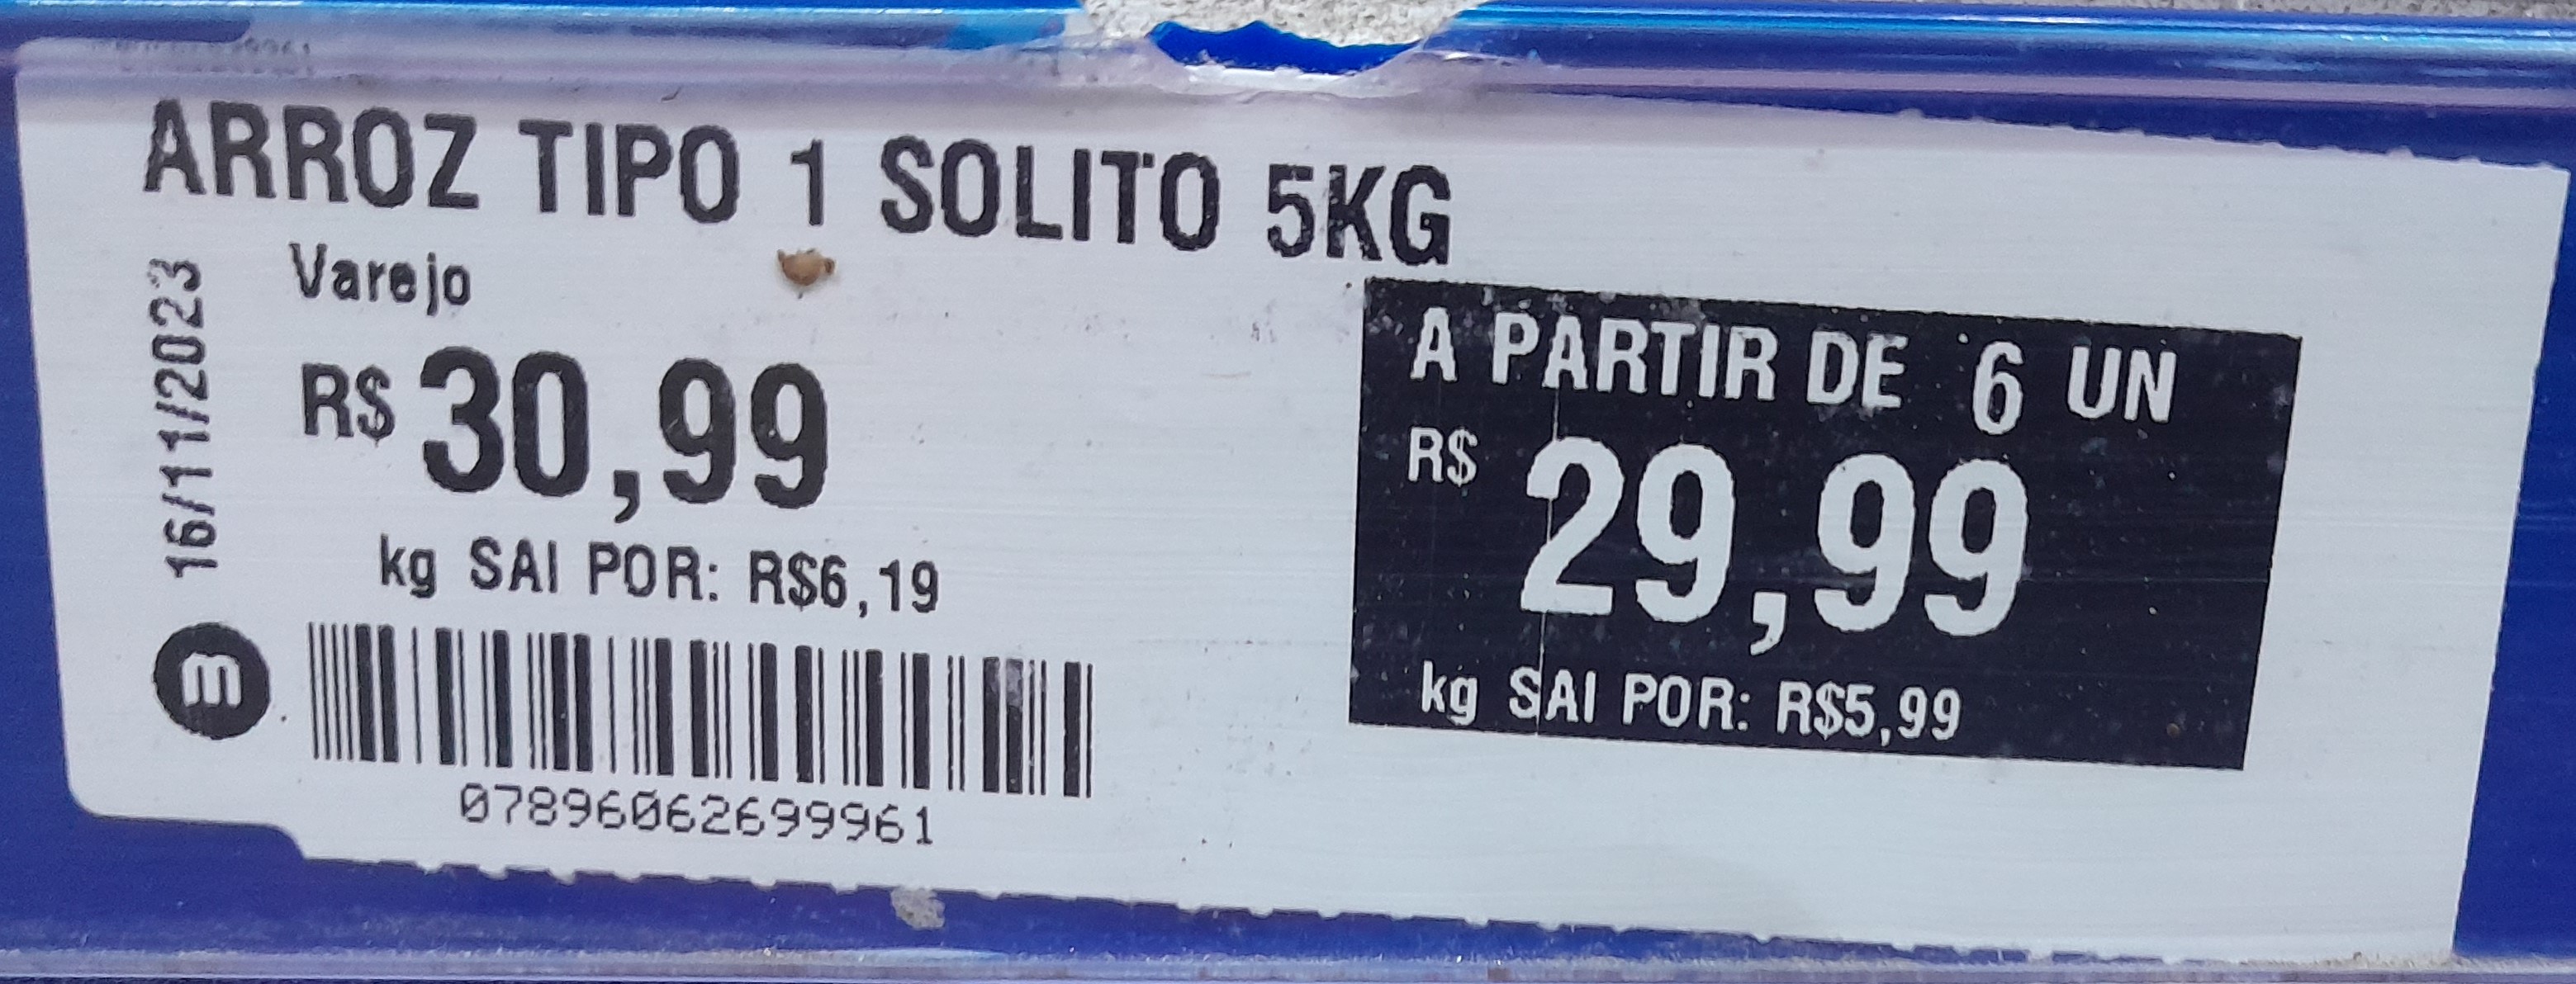 ARROZ TIPO 1 SOLITO 5KG
Varejo
R$ 30,99
kg SAI POR: R$6,19
16/11/2023
m
07896062699961
A PARTIR DE 6 UN
R$ 29,99
kg SAI POR: R$5,99